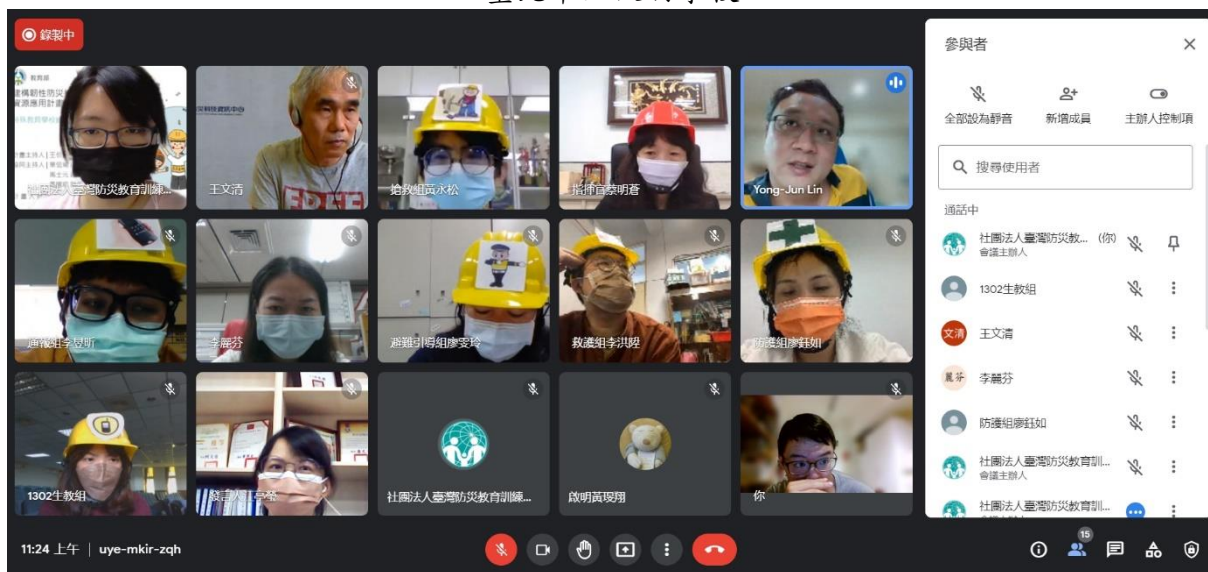 錄製中
教育部
王文清
搶救組黃永松
指揮官蔡明蒼
Yong-Jun Lin
通報組李昱昕
李麗芬
避難引導組廖雯玲
救護組李洪陞
防護組廖鈺如
1302生教組
社團法人臺灣防災教育訓練...
啟明黃琝翔
你
11:24 上午 | uye-mkir-zqh
參與者
全部設為靜音
新增成員
主辦人控制項
搜尋使用者
通話中
社團法人臺灣防災教... (你)
會議主辦人
1302生教組
文清
王文清
麗芬
李麗芬
防護組廖鈺如
社團法人臺灣防災教育訓...
會議主辦人
社團法人臺灣防災教育訓...
15